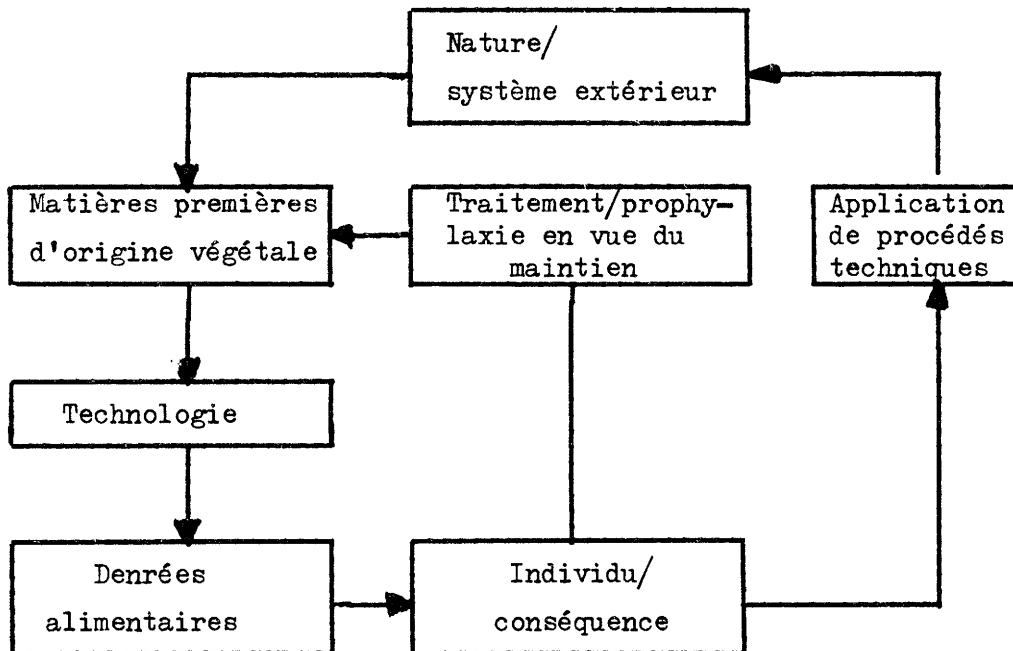 Nature/
système extérieur
Matières premières
d'origine végétale
Traitement/prophy-
laxie en vue du
maintien
Application
de procédés
techniques
Technologie
Denrées
alimentaires
Individu/
conséquence